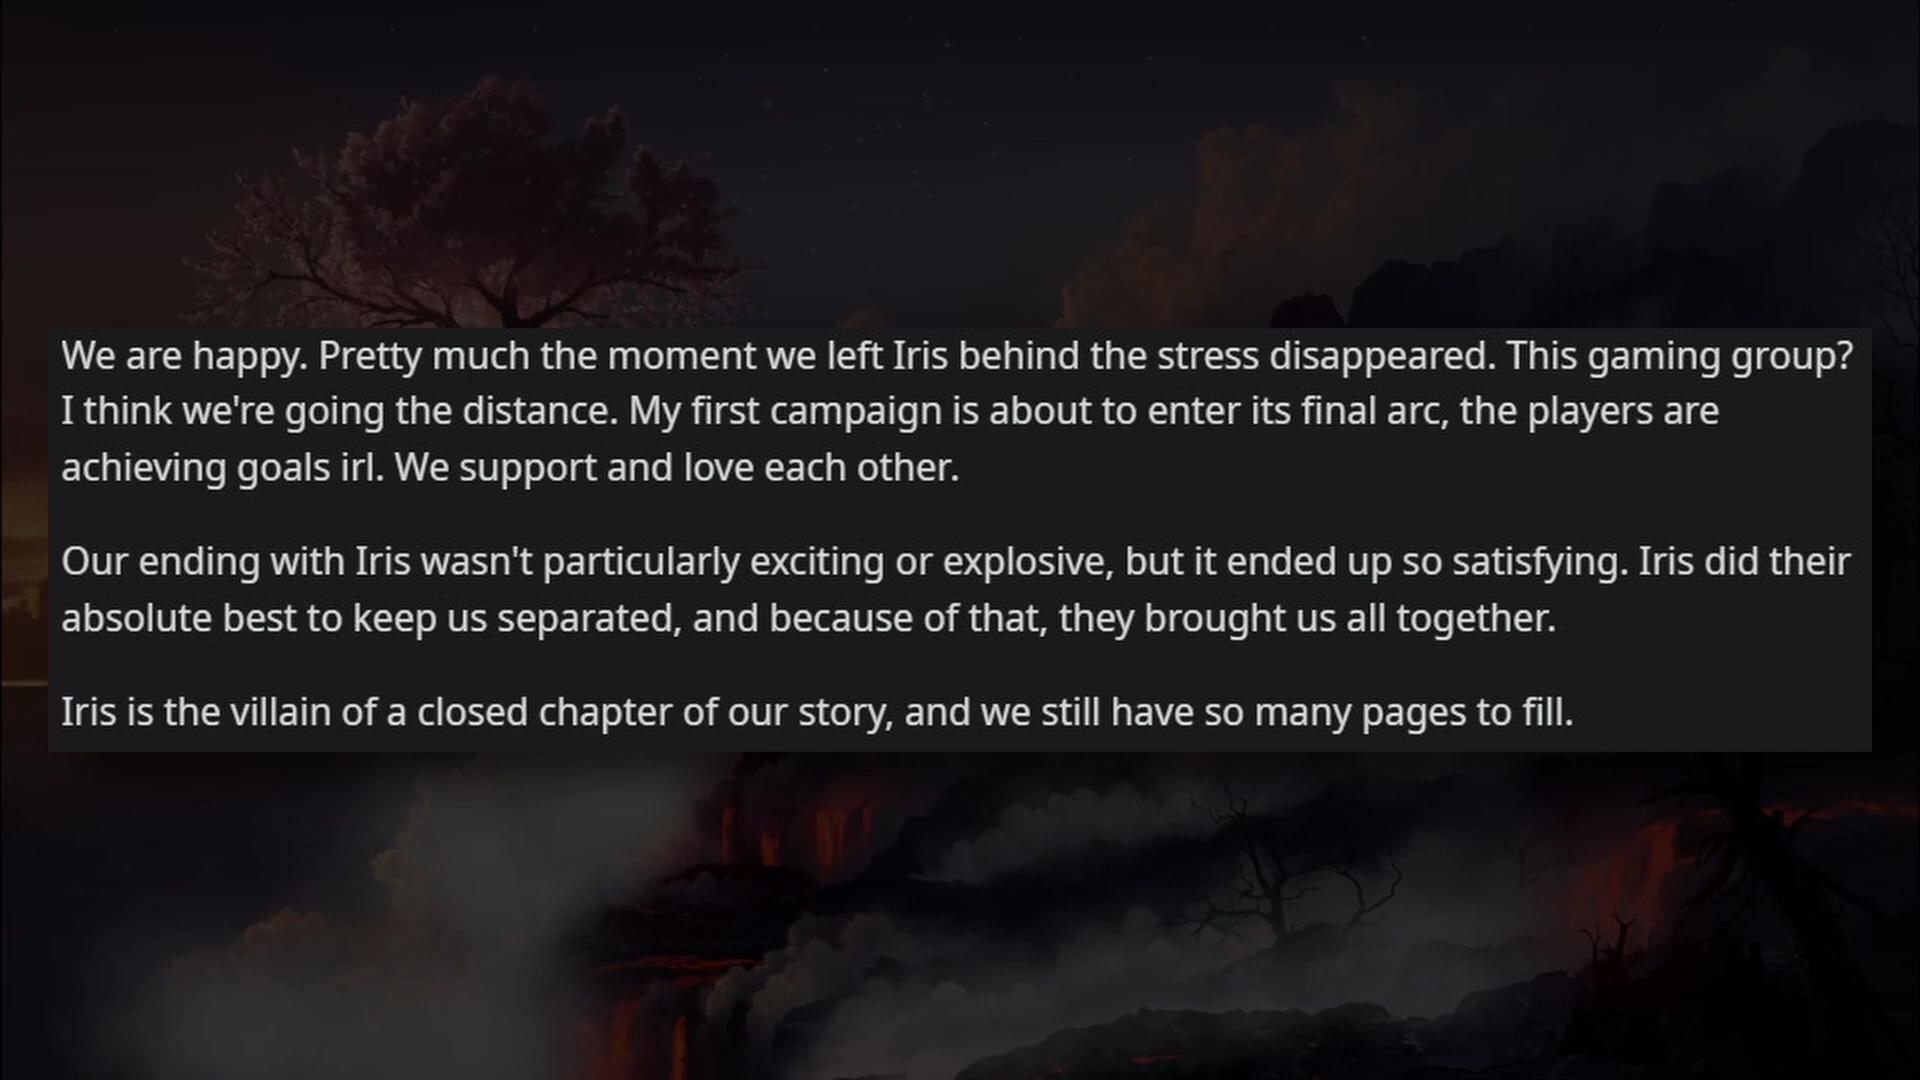 We are happy. Pretty much the moment we left Iris behind the stress disappeared. This gaming group?
I think we're going the distance. My first campaign is about to enter its final arc, the players are
achieving goals irl. We support and love each other.
Our ending with Iris wasn't particularly exciting or explosive, but it ended up so satisfying. Iris did their
absolute best to keep us separated, and because of that, they brought us all together.
Iris is the villain of a closed chapter of our story, and we still have so many pages to fill.